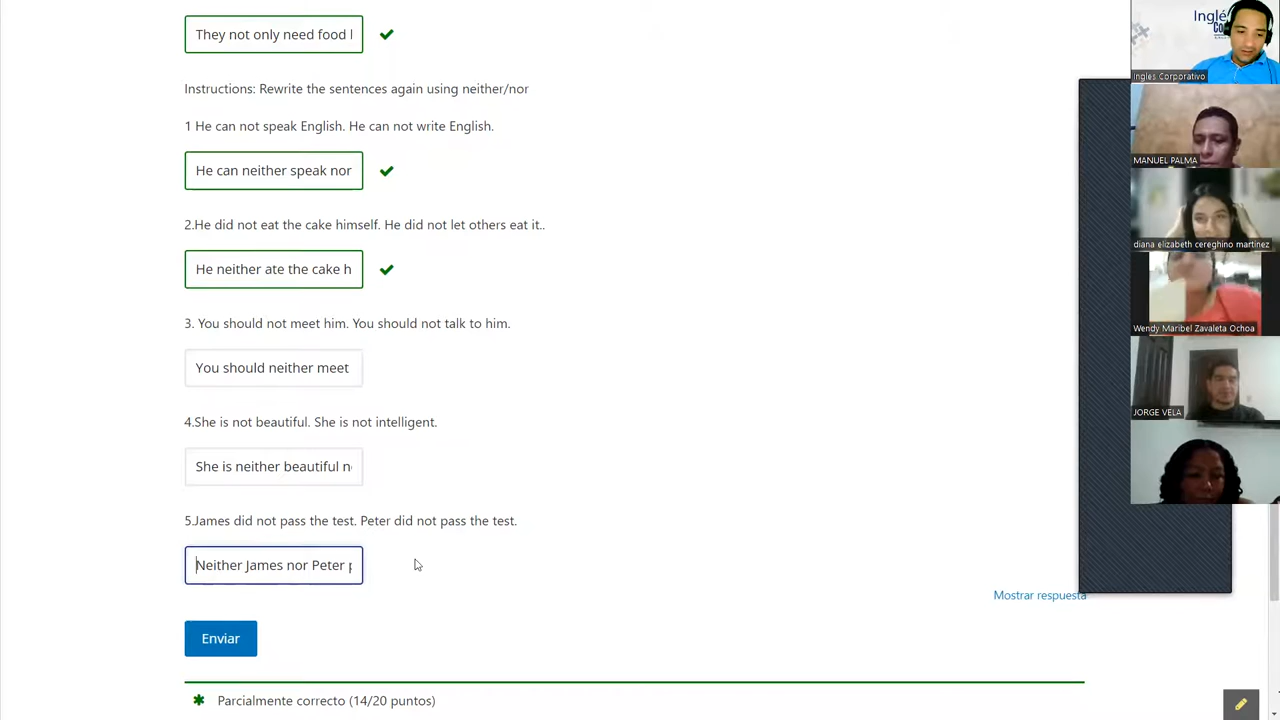 They not only need food
Instructions: Rewrite the sentences again using neither/nor
1 He can not speak English. He can not write English.
He can neither speak nor
2.He did not eat the cake himself. He did not let others eat it..
He neither ate the cake h
3. You should not meet him. You should not talk to him.
You should neither meet
4.She is not beautiful. She is not intelligent.
She is neither beautiful n
5.James did not pass the test. Peter did not pass the test.
Neither James nor Peter p
Mostrar respuesta
Enviar
Parcialmente correcto (14/20 puntos)
Ingles Corporativo
MANUEL PALMA
diana elizabeth cereghino martinez
Wendy Maribel Zavaleta Ochoa
JORGE VELA